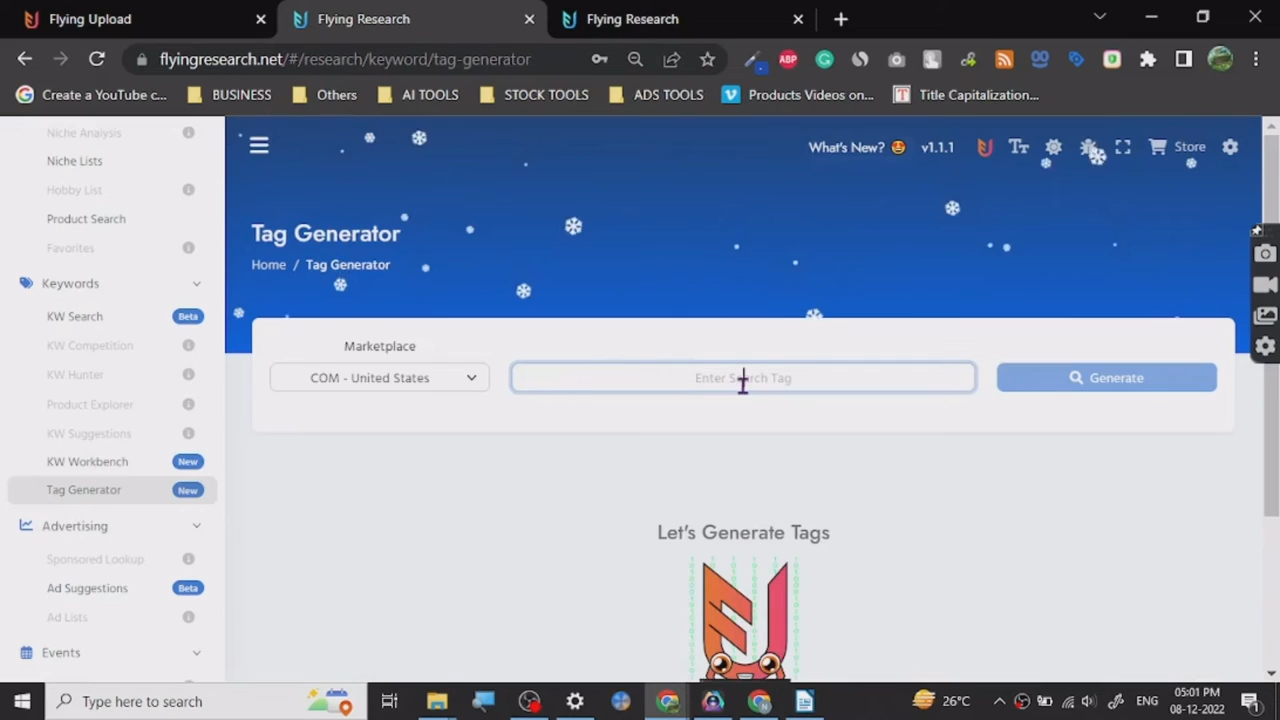 Flying Upload
Flying Research
Flying Research
flyingresearch.net/#/research/keyword/tag-generator
ABP
Create a YouTube c...
BUSINESS
Others
AI TOOLS
STOCK TOOLS
ADS TOOLS
Products Videos on...
Title Capitalization...
Niche Analysis
Niche Lists
Hobby List
Product Search
Favorites
Keywords
KW Search
Beta
KW Competition
KW Hunter
Product Explorer
KW Suggestions
KW Workbench
New
Tag Generator
New
Advertising
Sponsored Lookup
Ad Suggestions
Beta
Ad Lists
Events
What's New?
v1.1.1
Store
Tag Generator
Home / Tag Generator
Marketplace
COM - United States
Enter Search Tag
Generate
Let's Generate Tags
Type here to search
26°C
ENG
05:01 PM
08-12-2022